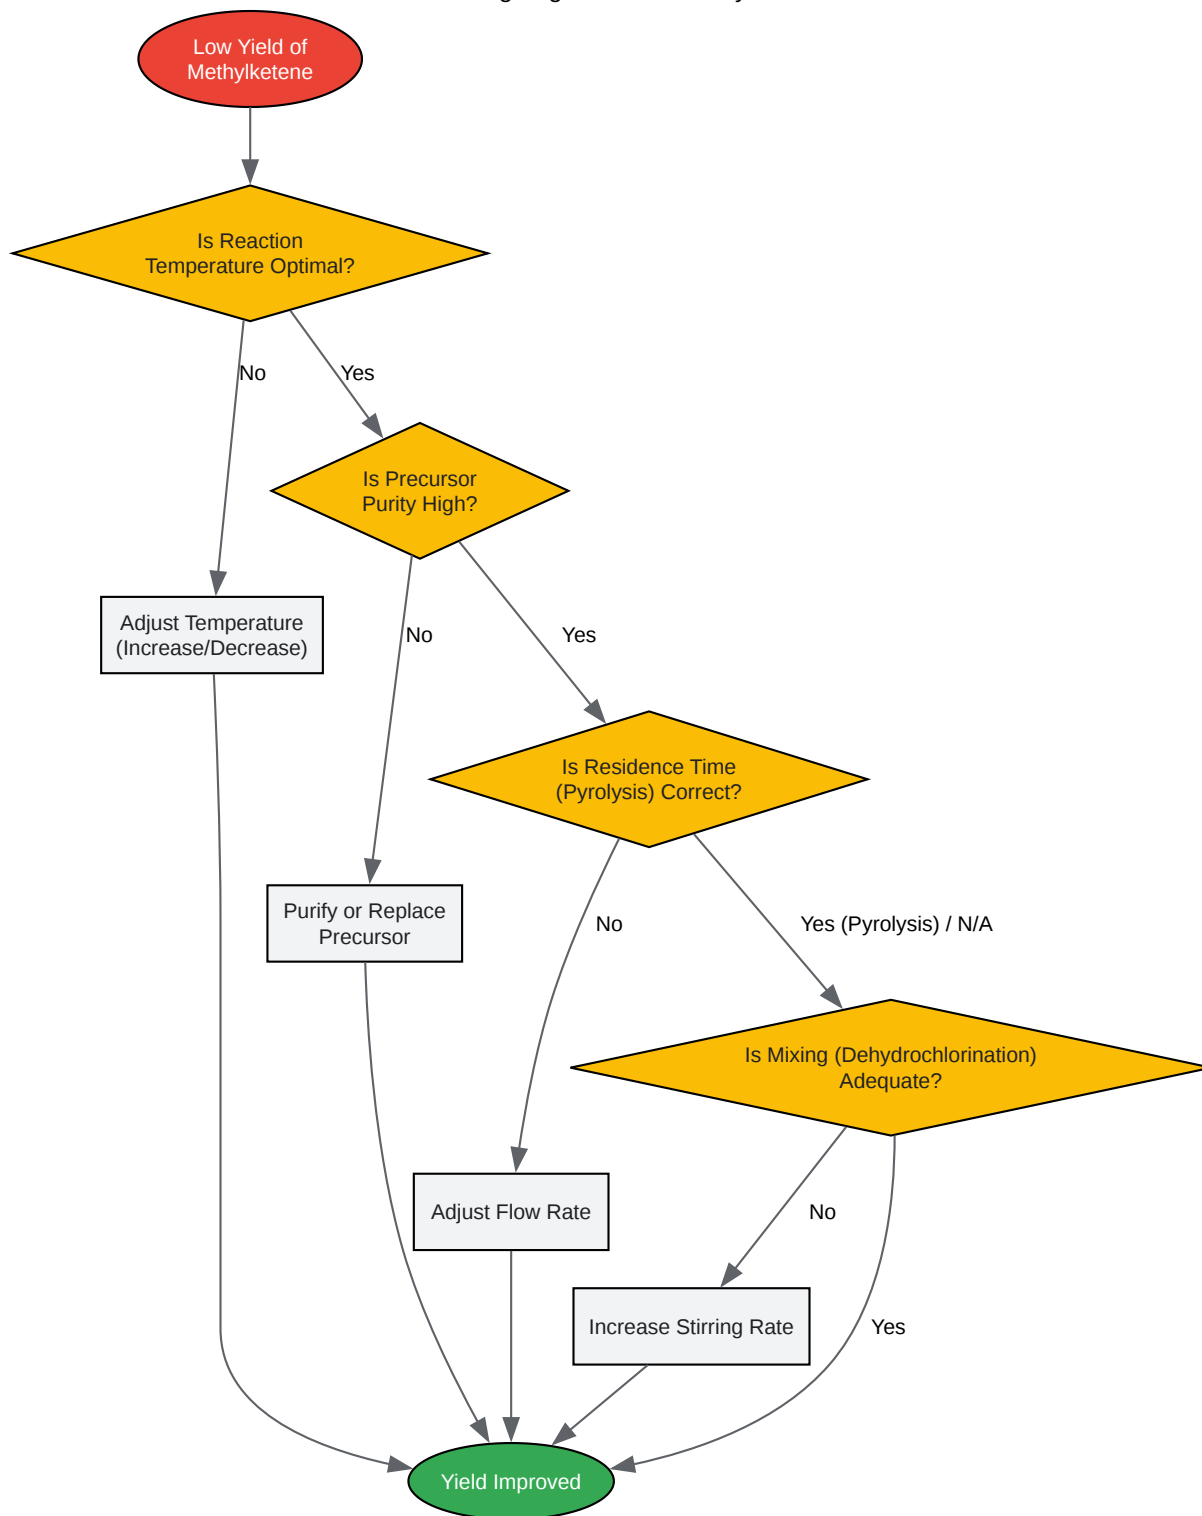 Low Yield of
Methylketene
Is Reaction
Temperature Optimal?
No
Yes
Is Precursor
Purity High?
Adjust Temperature
(Increase/Decrease)
No
Yes
Is Residence Time
(Pyrolysis) Correct?
Purify or Replace
Precursor
No
Yes (Pyrolysis) / N/A
Is Mixing (Dehydrochlorination)
Adequate?
Adjust Flow Rate
No
Increase Stirring Rate
Yes
Yield Improved